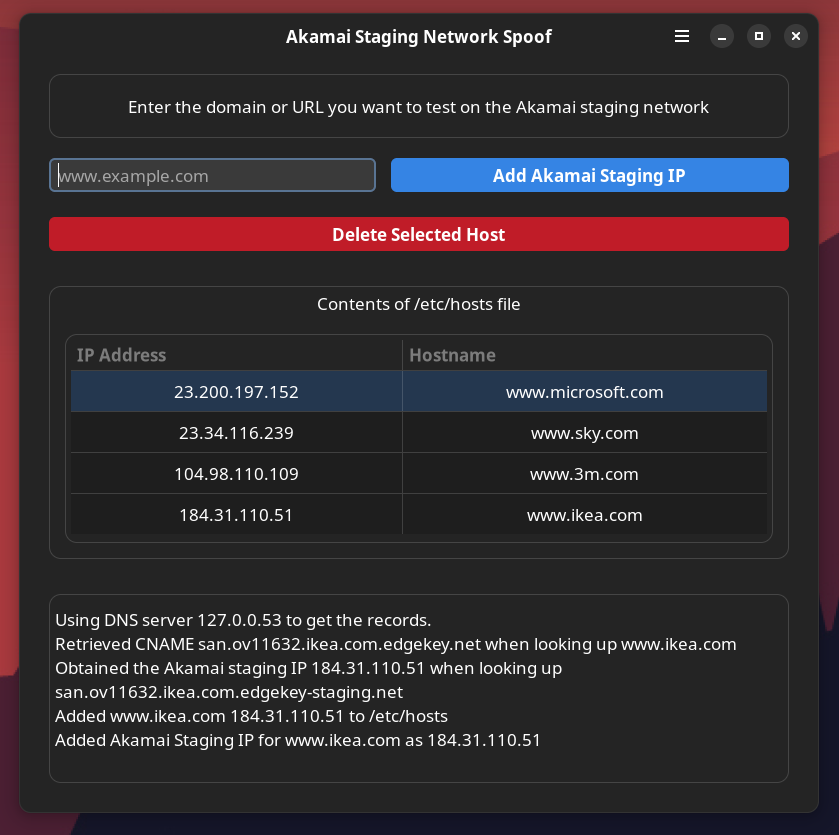 Akamai Staging Network Spoof
Enter the domain or URL you want to test on the Akamai staging network
www.example.com
Add Akamai Staging IP
Delete Selected Host
Contents of /etc/hosts file
IP Address
Hostname
23.200.197.152
www.microsoft.com
23.34.116.239
www.sky.com
104.98.110.109
www.3m.com
184.31.110.51
www.ikea.com
Using DNS server 127.0.0.53 to get the records.
Retrieved CNAME san.ov11632.ikea.com.edgekey.net when looking up www.ikea.com
Obtained the Akamai staging IP 184.31.110.51 when looking up
san.ov11632.ikea.com.edgekey-staging.net
Added www.ikea.com 184.31.110.51 to /etc/hosts
Added Akamai Staging IP for www.ikea.com as 184.31.110.51